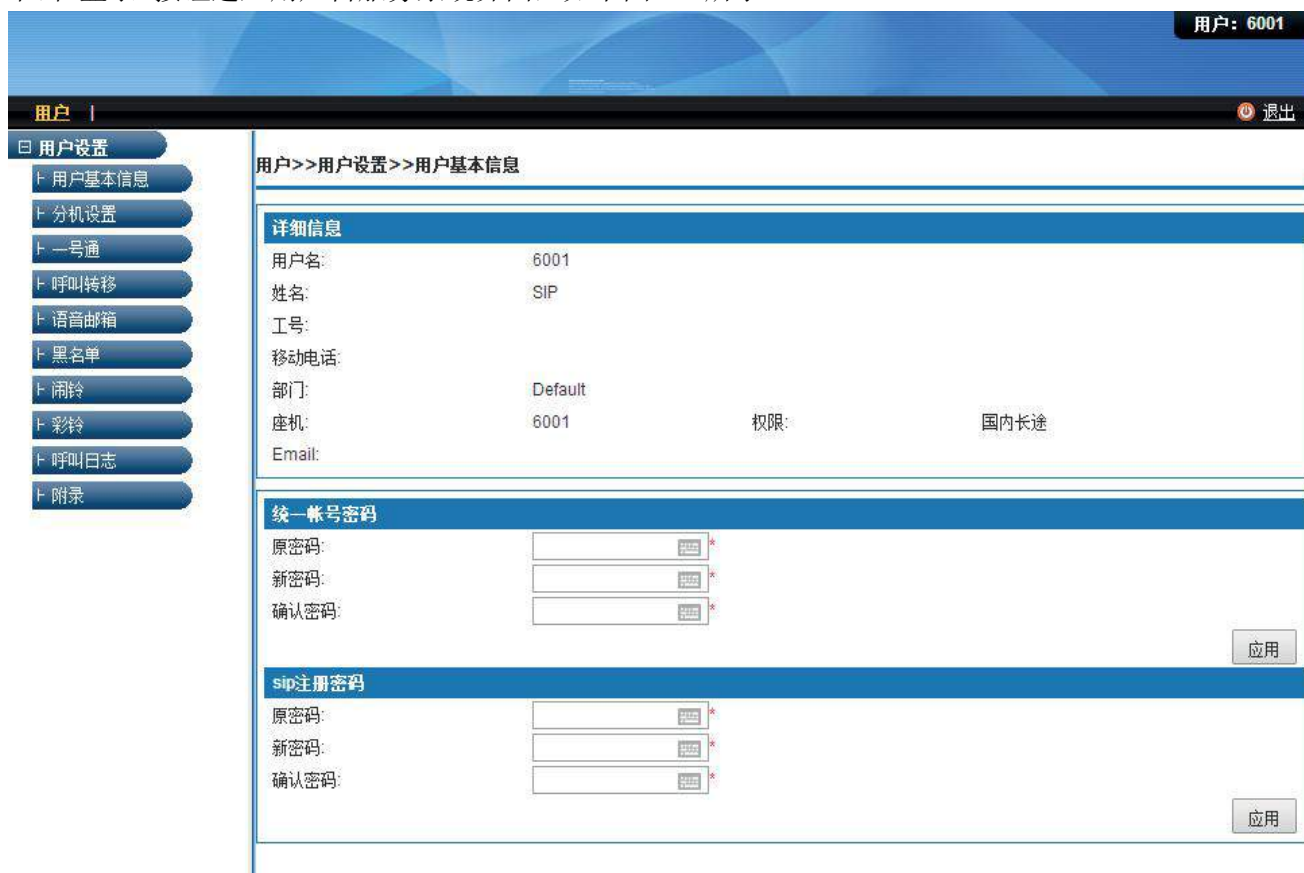 用户：6001
用户 |
退出
用户设置
用户基本信息
分机设置
一号通
呼叫转移
语音邮箱
黑名单
闹铃
彩铃
呼叫日志
附录
用户>>用户设置>>用户基本信息
详细信息
用户名: 6001
姓名: SIP
工号:
移动电话:
部门: Default
座机: 6001 权限: 国内长途
Email:
统一帐号密码
原密码: *
新密码: *
确认密码: *
应用
sip注册密码
原密码: *
新密码: *
确认密码: *
应用